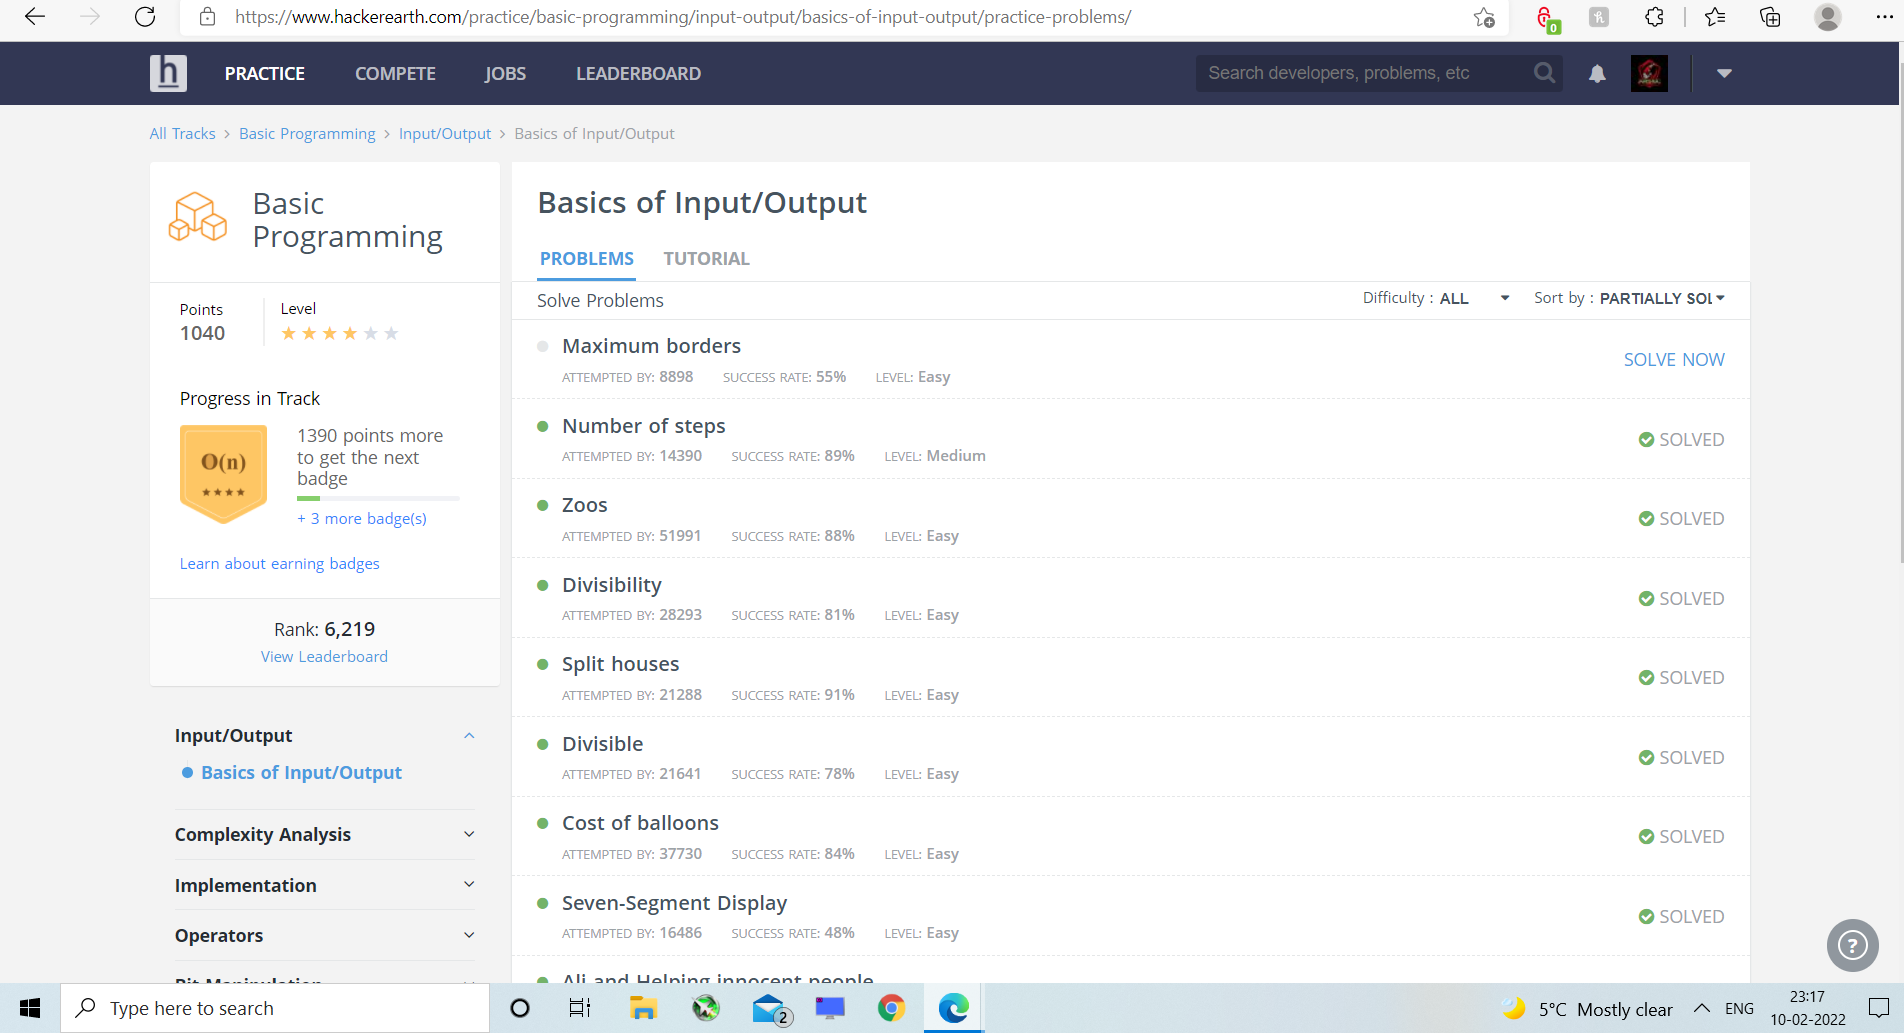 https://www.hackerearth.com/practice/basic-programming/input-output/basics-of-input-output/practice-problems/
0
h PRACTICE COMPETE JOBS LEADERBOARD Search developers, problems, etc
All Tracks > Basic Programming > Input/Output > Basics of Input/Output
Basic
Programming
Points
1040
Level
Progress in Track
O(n)
1390 points more
to get the next
badge
+ 3 more badge(s)
Learn about earning badges
Rank: 6,219
View Leaderboard
Input/Output
Basics of Input/Output
Complexity Analysis
Implementation
Operators
Bit Manipulation
Basics of Input/Output
PROBLEMS TUTORIAL
Solve Problems Difficulty : ALL Sort by : PARTIALLY SOL
Maximum borders
ATTEMPTED BY: 8898 SUCCESS RATE: 55% LEVEL: Easy
SOLVE NOW
Number of steps
ATTEMPTED BY: 14390 SUCCESS RATE: 89% LEVEL: Medium
SOLVED
Zoos
ATTEMPTED BY: 51991 SUCCESS RATE: 88% LEVEL: Easy
SOLVED
Divisibility
ATTEMPTED BY: 28293 SUCCESS RATE: 81% LEVEL: Easy
SOLVED
Split houses
ATTEMPTED BY: 21288 SUCCESS RATE: 91% LEVEL: Easy
SOLVED
Divisible
ATTEMPTED BY: 21641 SUCCESS RATE: 78% LEVEL: Easy
SOLVED
Cost of balloons
ATTEMPTED BY: 37730 SUCCESS RATE: 84% LEVEL: Easy
SOLVED
Seven-Segment Display
ATTEMPTED BY: 16486 SUCCESS RATE: 48% LEVEL: Easy
SOLVED
Ali and Helping innocent people
?
Type here to search
2
5°C Mostly clear
ENG
23:17
10-02-2022